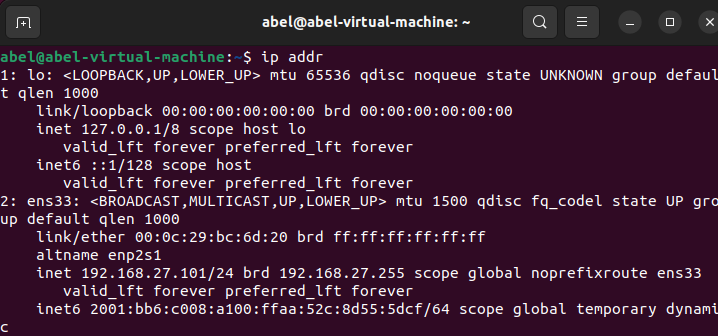 abel@abel-virtual-machine: ~
abel@abel-virtual-machine:~$ ip addr
1: lo: <LOOPBACK,UP,LOWER_UP> mtu 65536 qdisc noqueue state UNKNOWN group defaul
t qlen 1000
    link/loopback 00:00:00:00:00:00 brd 00:00:00:00:00:00
    inet 127.0.0.1/8 scope host lo
       valid_lft forever preferred_lft forever
    inet6 ::1/128 scope host
       valid_lft forever preferred_lft forever
2: ens33: <BROADCAST,MULTICAST,UP,LOWER_UP> mtu 1500 qdisc fq_codel state UP gro
up default qlen 1000
    link/ether 00:0c:29:bc:6d:20 brd ff:ff:ff:ff:ff:ff
    altname enp2s1
    inet 192.168.27.101/24 brd 192.168.27.255 scope global noprefixroute ens33
       valid_lft forever preferred_lft forever
    inet6 2001:bb6:c008:a100:ffaa:52c:8d55:5dcf/64 scope global temporary dynami
c